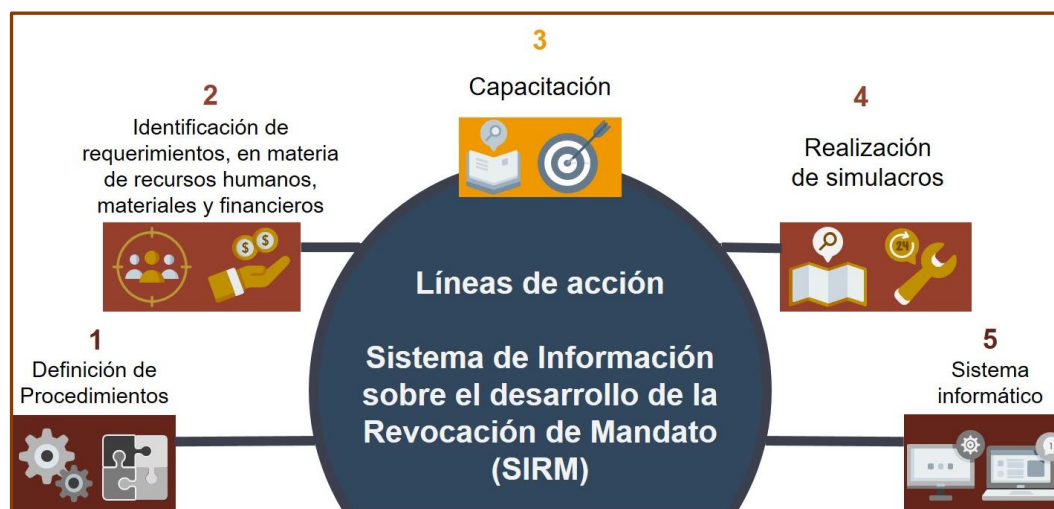 1
Definición de
Procedimientos
2
Identificación de
requerimientos, en materia
de recursos humanos,
materiales y financieros
$ $
3
Capacitación
4
Realización
de simulacros
24
5
Sistema
informático
1
Líneas de acción
Sistema de Información
sobre el desarrollo de la
Revocación de Mandato
(SIRM)